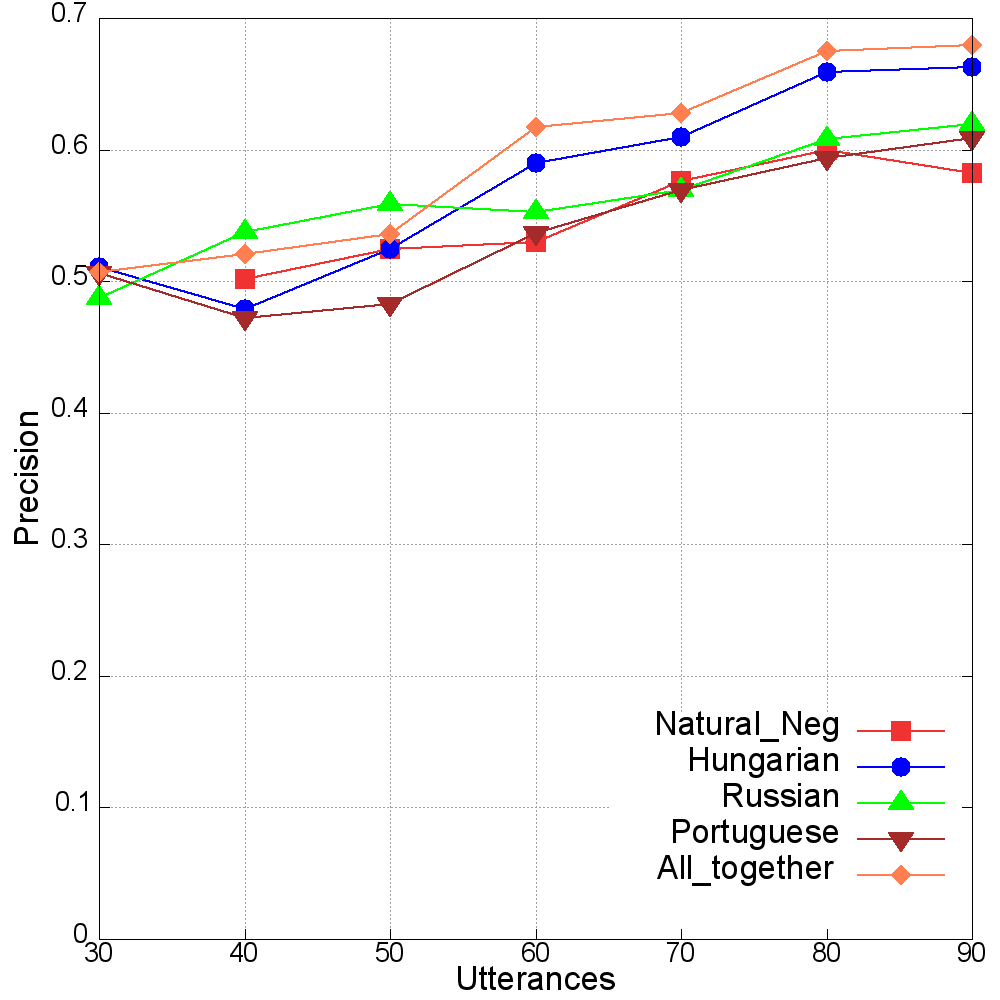 0.7
0.6
0.5
0.4
0.3
0.2
0.1
0
Precision
30 40 50 60 70 80 90
Utterances
Natural_Neg
Hungarian
Russian
Portuguese
All_together